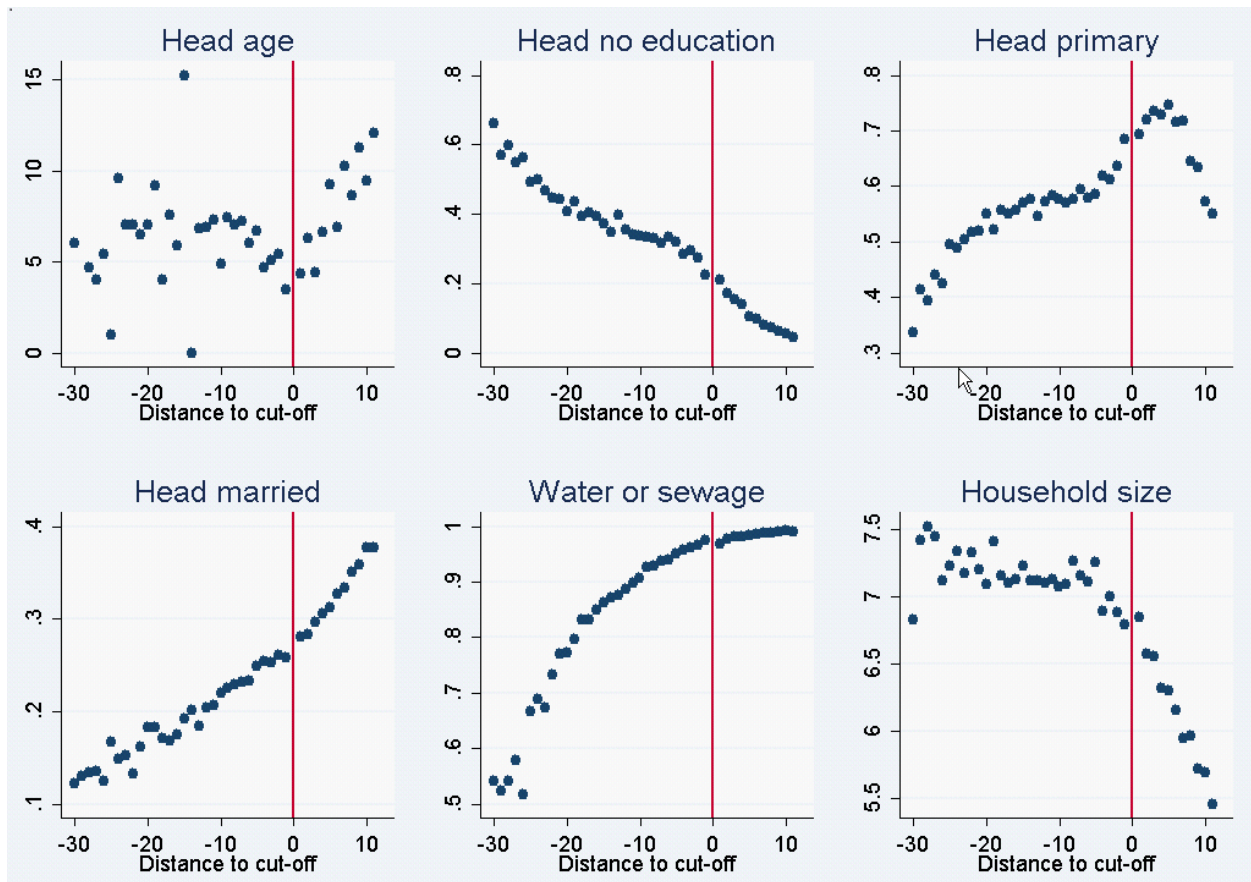 Head age
Head no education
Head primary
15
10
5
0
-30 -20 -10 0 10
Distance to cut-off
.8
.6
.4
.2
0
-30 -20 -10 0 10
Distance to cut-off
.8
.7
.6
.5
.4
.3
-30 -20 -10 0 10
Distance to cut-off
Head married
Water or sewage
Household size
.4
.3
.2
.1
-30 -20 -10 0 10
Distance to cut-off
1
.9
.8
.7
.6
.5
-30 -20 -10 0 10
Distance to cut-off
7.5
7
6.5
6
5.5
-30 -20 -10 0 10
Distance to cut-off